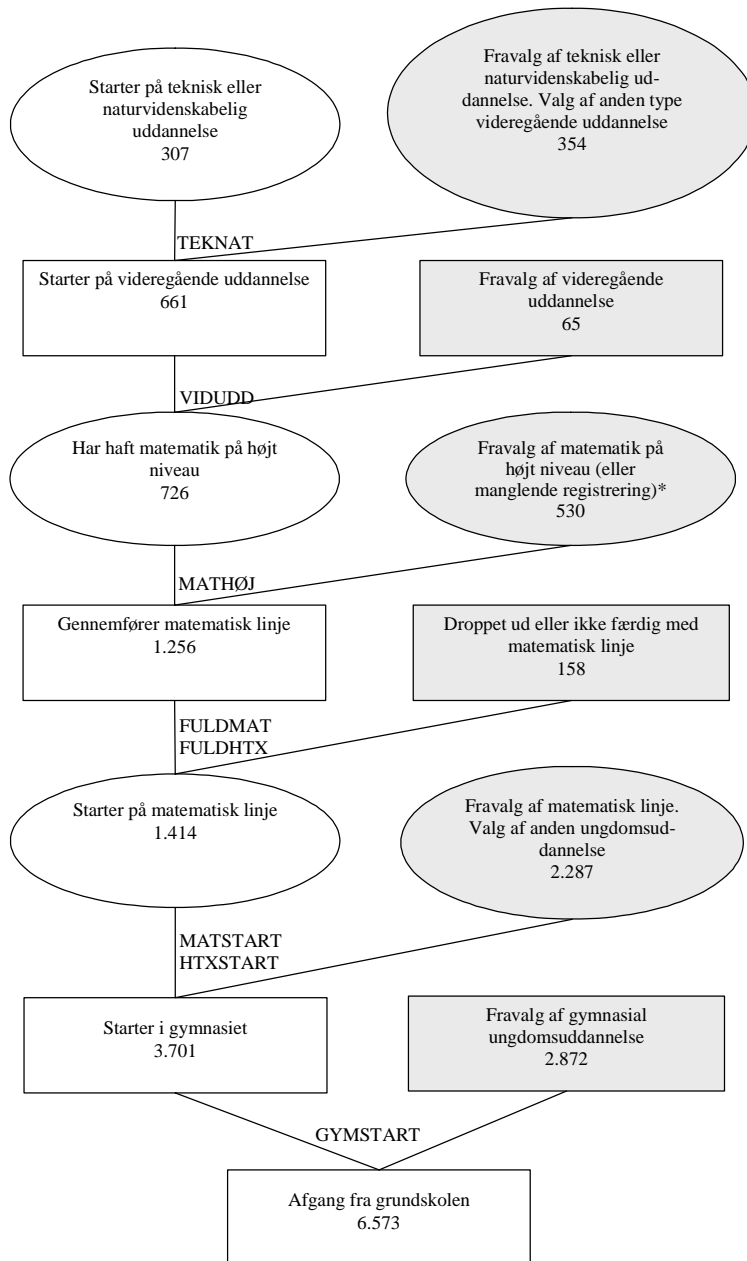 Starter på teknisk eller
naturvidenskabelig
uddannelse
307
Fravalg af teknisk eller
naturvidenskabelig ud-
dannelse. Valg af anden type
videregående uddannelse
354
TEKNAT
Starter på videregående uddannelse
661
Fravalg af videregående
uddannelse
65
VIDUDD
Har haft matematik på højt
niveau
726
Fravalg af matematik på
højt niveau (eller
manglende registrering)*
530
MATHØJ
Gennemfører matematisk linje
1.256
Droppet ud eller ikke færdig med
matematisk linje
158
FULDMAT
FULDHTX
Starter på matematisk linje
1.414
Fravalg af matematisk linje.
Valg af anden ungdomsud-
dannelse
2.287
MATSTART
HTXSTART
Starter i gymnasiet
3.701
Fravalg af gymnasial
ungdomsuddannelse
2.872
GYMSTART
Afgang fra grundskolen
6.573